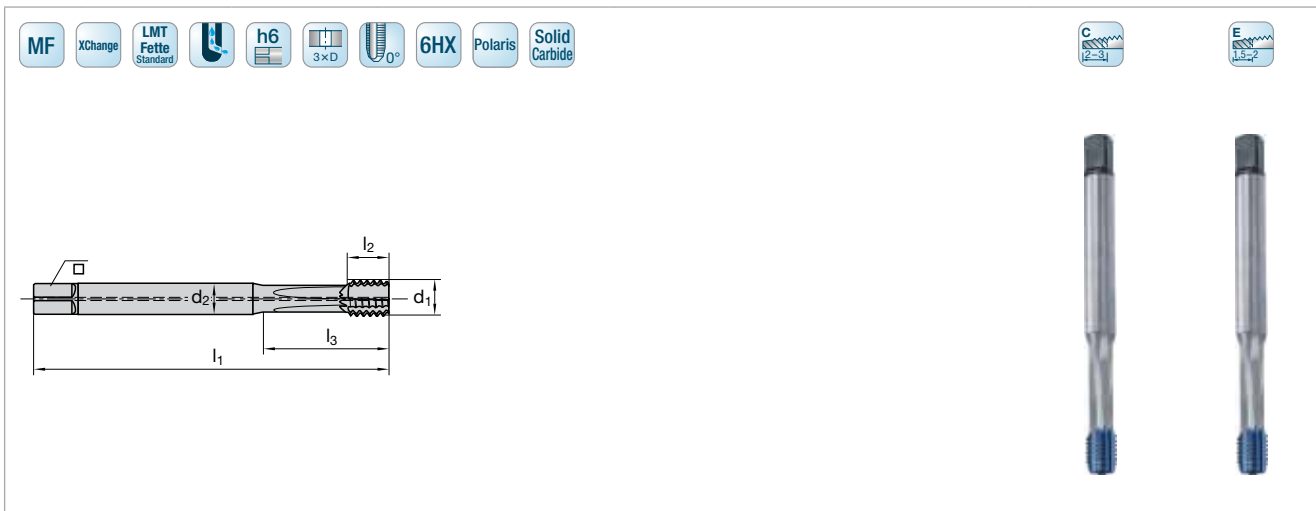 MF
XChange
LMT
Fette
Standard
h6
3×D
0°
6HX
Polaris
Solid
Carbide
C
2–3
E
1,5–2
l2
d2
d1
l3
l1